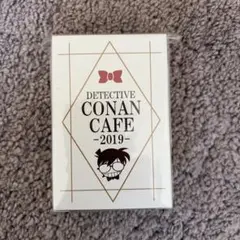 DETECTIVE
CONAN
CAFE
-2019-